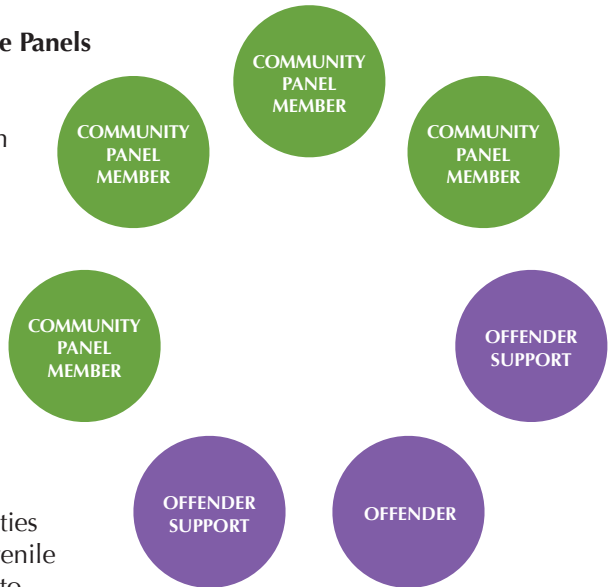 e Panels
COMMUNITY
PANEL
MEMBER
COMMUNITY
PANEL
MEMBER
COMMUNITY
PANEL
MEMBER
COMMUNITY
PANEL
MEMBER
OFFENDER
SUPPORT
OFFENDER
SUPPORT
OFFENDER
n
ties
enile
to